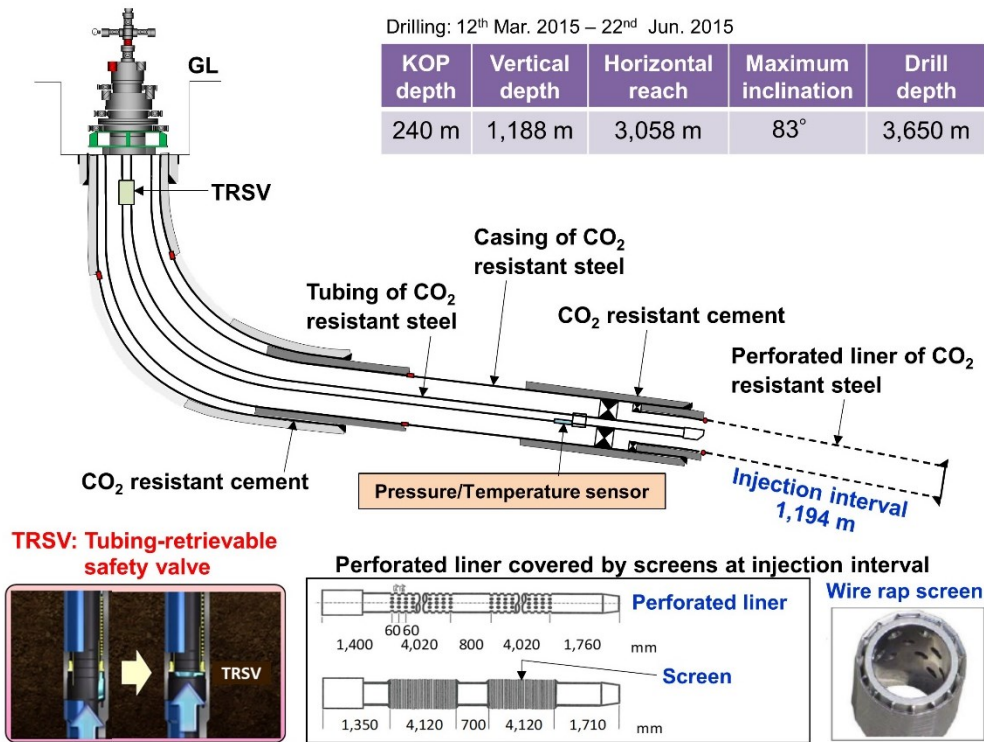 Drilling: 12th Mar. 2015 – 22nd Jun. 2015
KOP depth
Vertical depth
Horizontal reach
Maximum inclination
Drill depth
240 m
1,188 m
3,058 m
83°
3,650 m
GL
TRSV
Casing of CO2
resistant steel
Tubing of CO2
resistant steel
CO2 resistant cement
Perforated liner of CO2
resistant steel
CO2 resistant cement
Pressure/Temperature sensor
Injection interval
1,194 m
TRSV: Tubing-retrievable
safety valve
TRSV
Perforated liner covered by screens at injection interval
Perforated liner
60 60
1,400 4,020 800 4,020 1,760 mm
Screen
1,350 4,120 700 4,120 1,710 mm
Wire rap screen